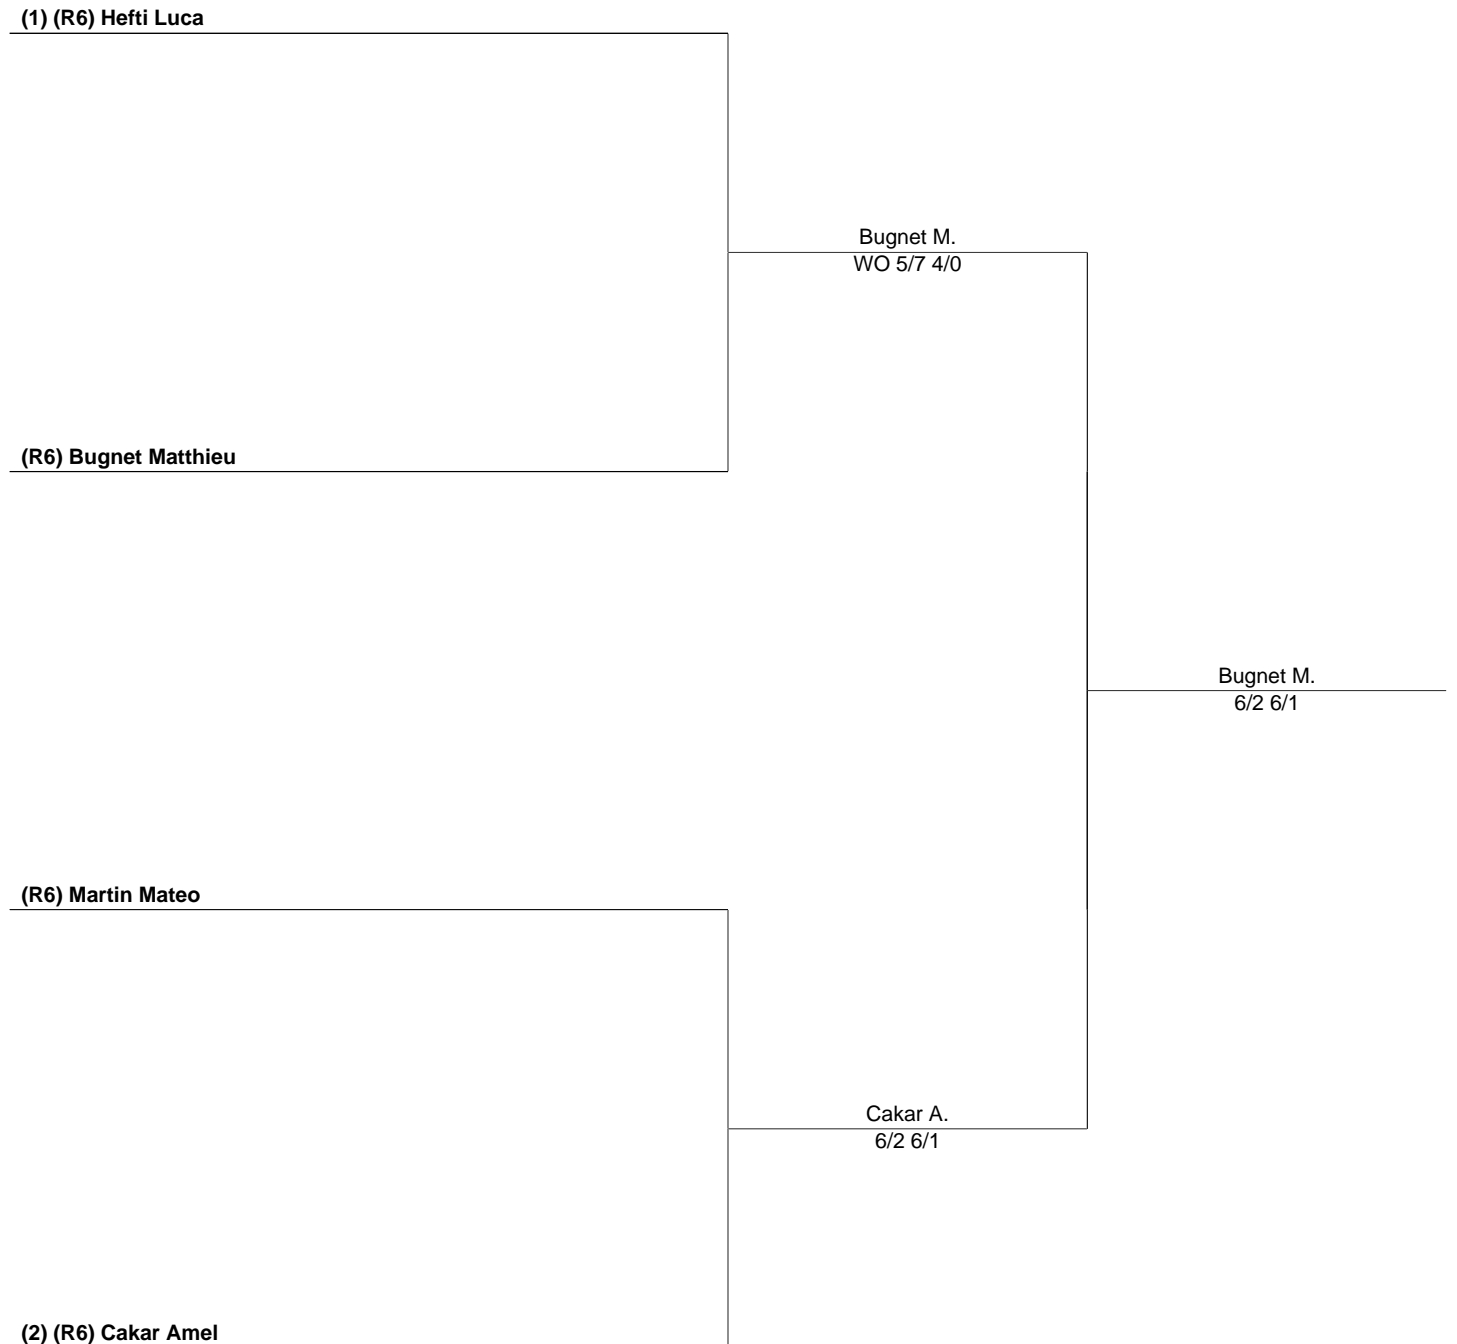 (1) (R6) Hefti Luca
Bugnet M.
WO 5/7 4/0
(R6) Bugnet Matthieu
Bugnet M.
6/2 6/1
(R6) Martin Mateo
Cakar A.
6/2 6/1
(2) (R6) Cakar Amel